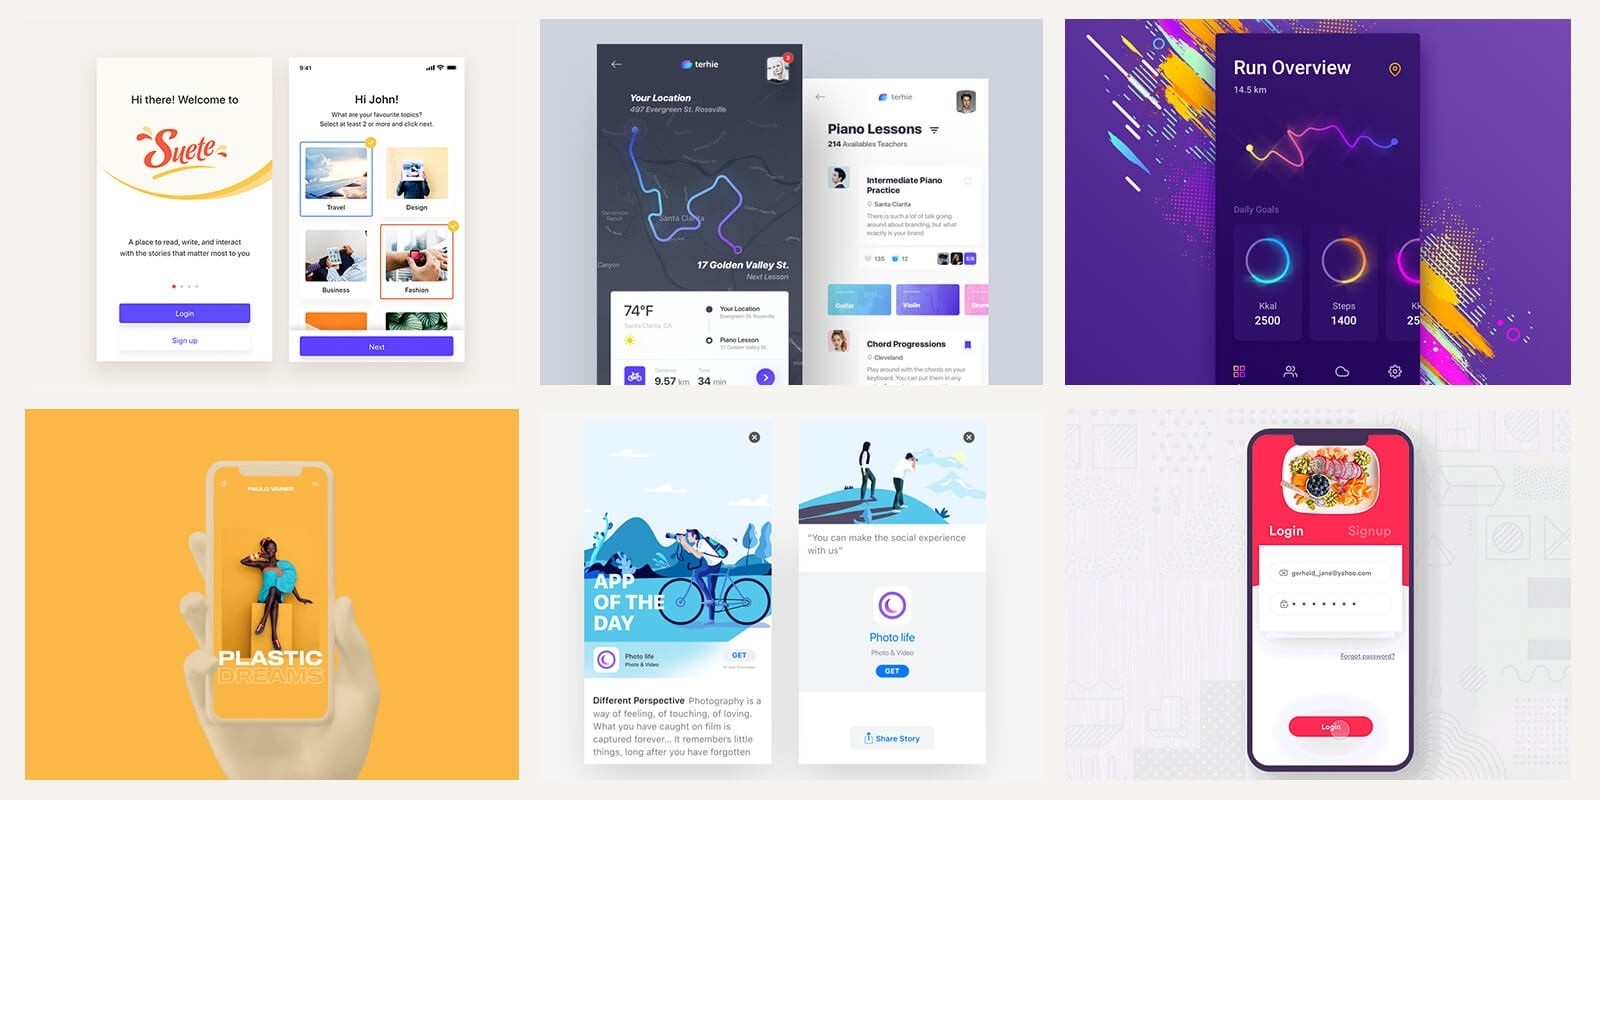 Hi there! Welcome to
Suete
A place to read, write, and interact
with the stories that matter most to you
Login
Sign up
9:41
Hi John!
What are your favourite topics?
Select at least 2 or more and click next.
Travel
Design
Business
Fashion
Next
terhie
2
Your Location
497 Evergreen St. Roseville
Stevenson
Ranch
Santa Clarita
Canyon
17 Golden Valley St.
Next Lesson
74°F
Santa Clarita, CA
Your Location
Evergreen St. Roseville
Piano Lesson
17 Golden Valley St.
Distance
9.57 km
Time
34 min
terhie
Piano Lessons
214 Availables Teachers
Intermediate Piano
Practice
Santa Clarita
There is such a lot of talk going
around about branding, but what
exactly is your brand
135
12
5/8
Guitar
Violin
Drum
Chord Progressions
Cleveland
Play around with the chords on your
keyboard. You can put them in any
Run Overview
14.5 km
Daily Goals
Kkal
2500
Steps
1400
Kk
25
PAULO VAINER
PLASTIC
DREAMS
APP
OF THE
DAY
Photo life
Photo & Video
GET
Different Perspective Photography is a
way of feeling, of touching, of loving.
What you have caught on film is
captured forever... It remembers little
things, long after you have forgotten
“You can make the social experience
with us”
Photo life
Photo & Video
GET
Share Story
Login
Signup
gerhold_jane@yahoo.com
Forgot password?
Login